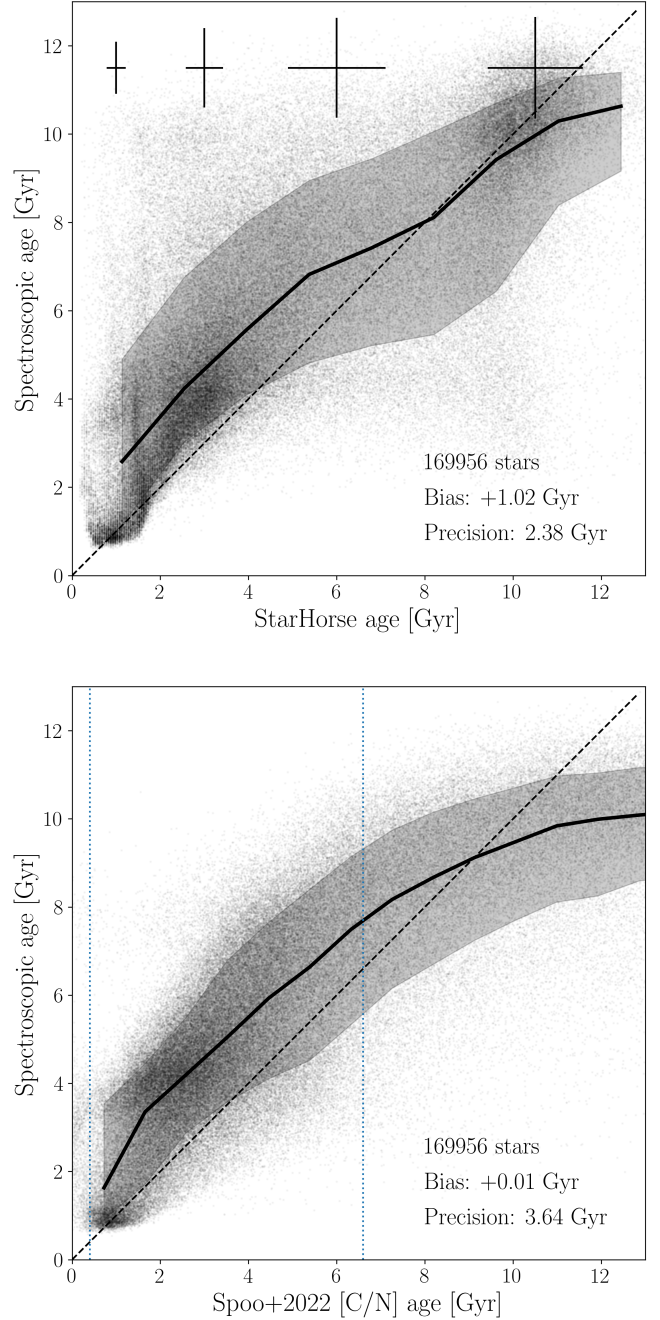 12
10
8
6
4
2
0
Spectroscopic age [Gyr]
169956 stars
Bias: +1.02 Gyr
Precision: 2.38 Gyr
0 2 4 6 8 10 12
StarHorse age [Gyr]
12
10
8
6
4
2
0
Spectroscopic age [Gyr]
169956 stars
Bias: +0.01 Gyr
Precision: 3.64 Gyr
0 2 4 6 8 10 12
Spoo+2022 [C/N] age [Gyr]